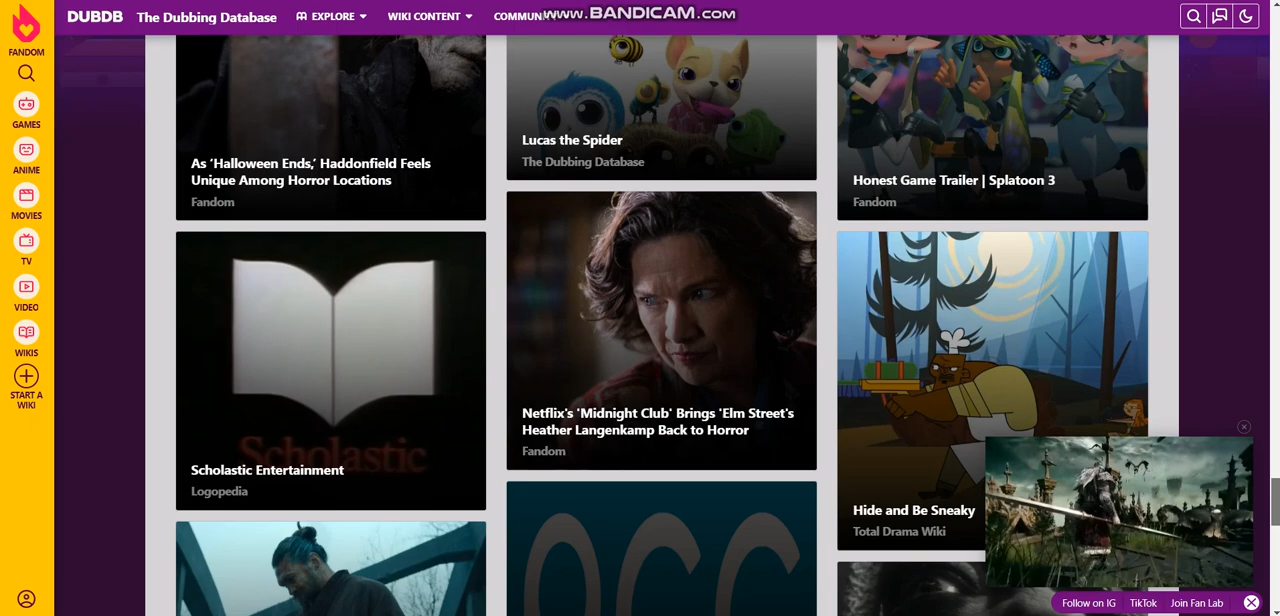 DUBDB
The Dubbing Database
EXPLORE
WIKI CONTENT
COMMUN
www.BANDICAM.com
FANDOM
GAMES
ANIME
MOVIES
TV
VIDEO
WIKIS
START A
WIKI
As ‘Halloween Ends,’ Haddonfield Feels
Unique Among Horror Locations
Fandom
Lucas the Spider
The Dubbing Database
Honest Game Trailer | Splatoon 3
Fandom
Scholastic
Scholastic Entertainment
Logopedia
Netflix's 'Midnight Club' Brings 'Elm Street's
Heather Langenkamp Back to Horror
Fandom
Hide and Be Sneaky
Total Drama Wiki
occ
Follow on IG
TikTok
Join Fan Lab